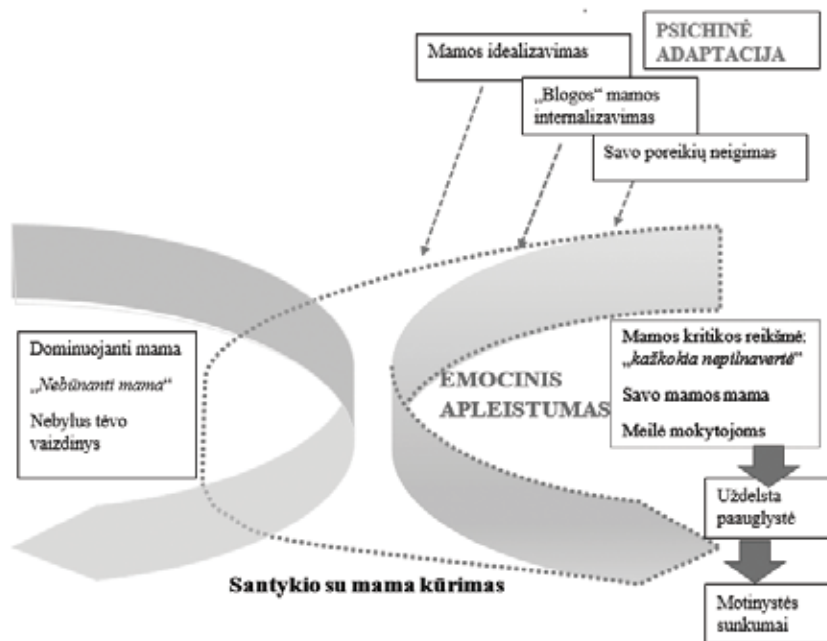 PSICHINĖ
ADAPTACIJA
Mamos idealizavimas
„Blogos“ mamos
internalizavimas
Savo poreikių neigimas
Dominuojanti mama
„Nebūnanti mama“
Nebylus tėvo
vaizdinys
EMOCINIS
APLEISTUMAS
Mamos kritikos reikšmė:
„kažkokia nepilnavertė“
Savo mamos mama
Meilė mokytojoms
Uždelsta
paauglystė
Santykio su mama kūrimas
Motinystės
sunkumai